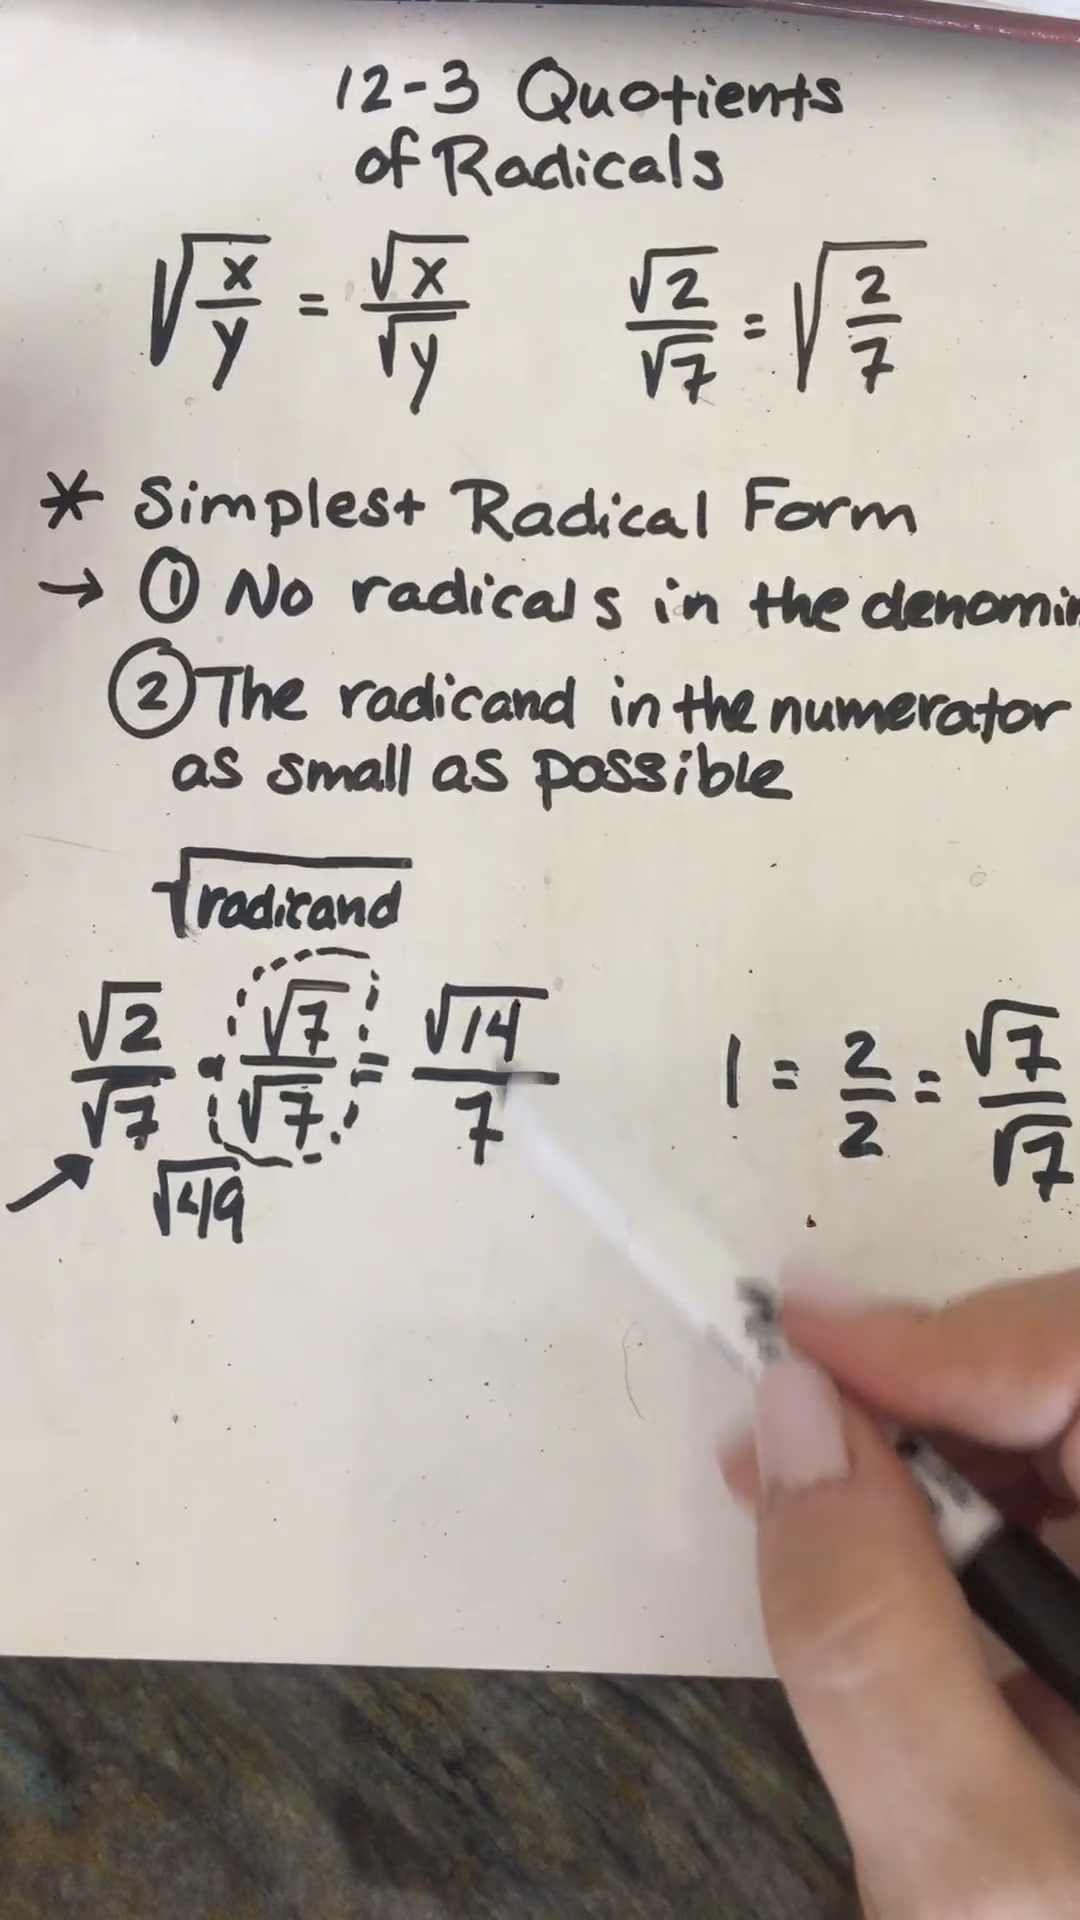 12-3 Quotients
of Radicals
√(x/y) = √x/√y    √2/√7 = √(2/7)
* Simplest Radical Form
→ ① No radicals in the denomin
② The radicand in the numerator
as small as possible
√radicand
√2/√7 · √7/√7 = √14/7    1 = 2/2 = √7/√7
√49